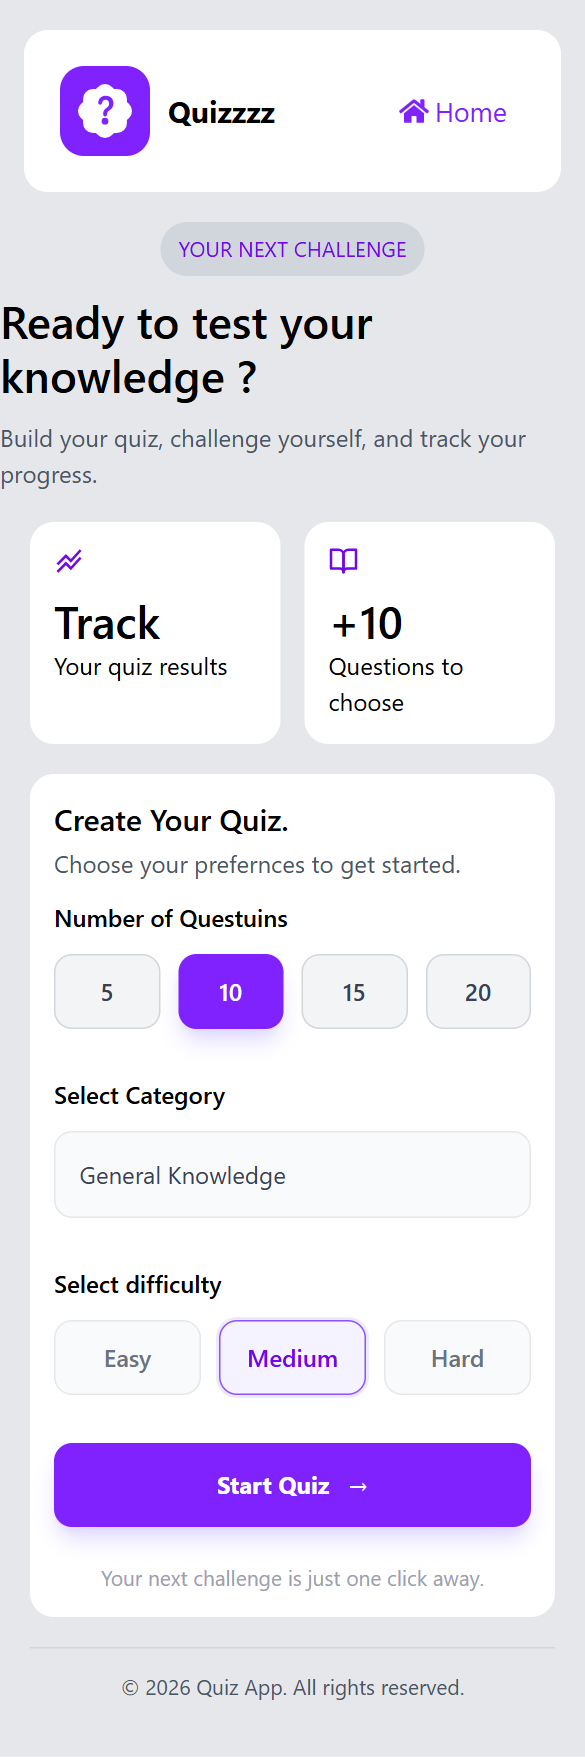 Quizzzz
Home
YOUR NEXT CHALLENGE
Ready to test your
knowledge ?
Build your quiz, challenge yourself, and track your
progress.
Track
Your quiz results
+10
Questions to
choose
Create Your Quiz.
Choose your prefernces to get started.
Number of Questuins
5
10
15
20
Select Category
General Knowledge
Select difficulty
Easy
Medium
Hard
Start Quiz →
Your next challenge is just one click away.
© 2026 Quiz App. All rights reserved.